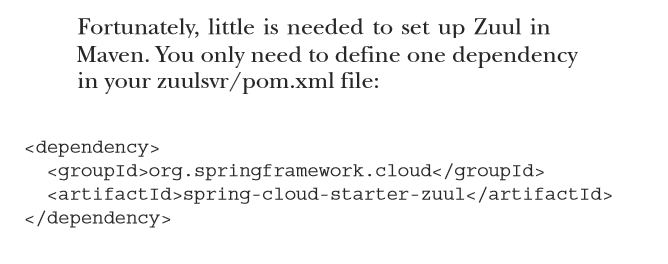 Fortunately, little is needed to set up Zuul in
Maven. You only need to define one dependency
in your zuulsvr/pom.xml file:
<dependency>
  <groupId>org.springframework.cloud</groupId>
  <artifactId>spring-cloud-starter-zuul</artifactId>
</dependency>